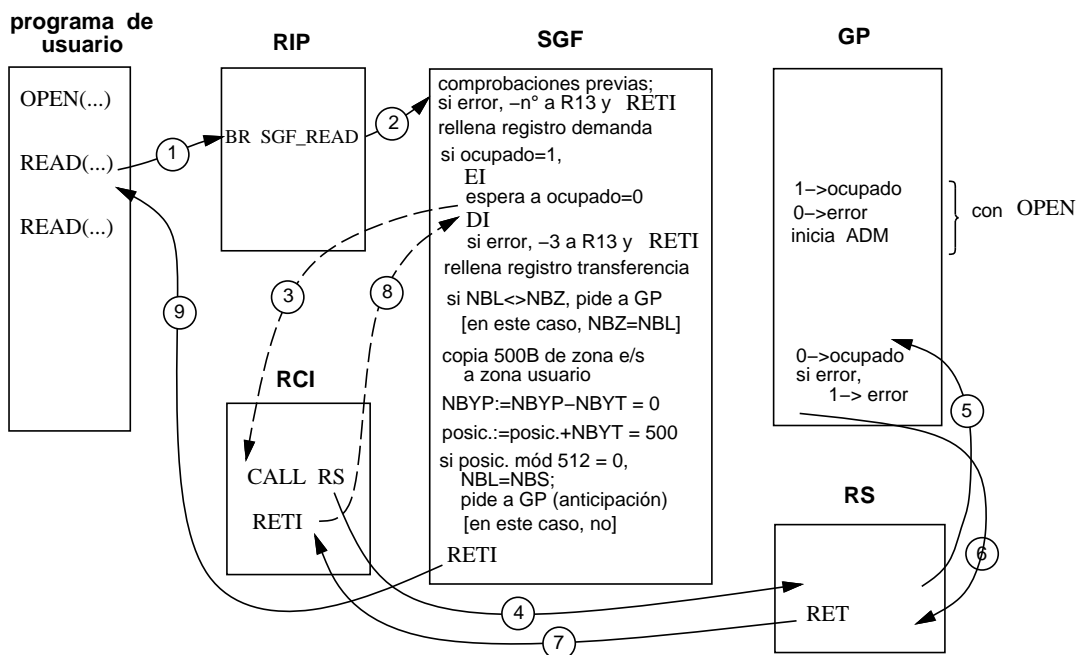 programa de
usuario
OPEN(...)
READ(...)
READ(...)
1
RIP
BR SGF_READ
2
SGF
comprobaciones previas;
si error, −n° a R13 y RETI
rellena registro demanda
si ocupado=1,
EI
espera a ocupado=0
DI
si error, −3 a R13 y RETI
rellena registro transferencia
si NBL<>NBZ, pide a GP
[en este caso, NBZ=NBL]
copia 500B de zona e/s
a zona usuario
NBYP:=NBYP−NBYT = 0
posic.:=posic.+NBYT = 500
si posic. mód 512 = 0,
NBL=NBS;
pide a GP (anticipación)
[en este caso, no]
RETI
GP
1−>ocupado
0−>error
inicia ADM
con OPEN
0−>ocupado
si error,
1−> error
3
8
9
RCI
CALL RS
RETI
5
RS
RET
6
4
7